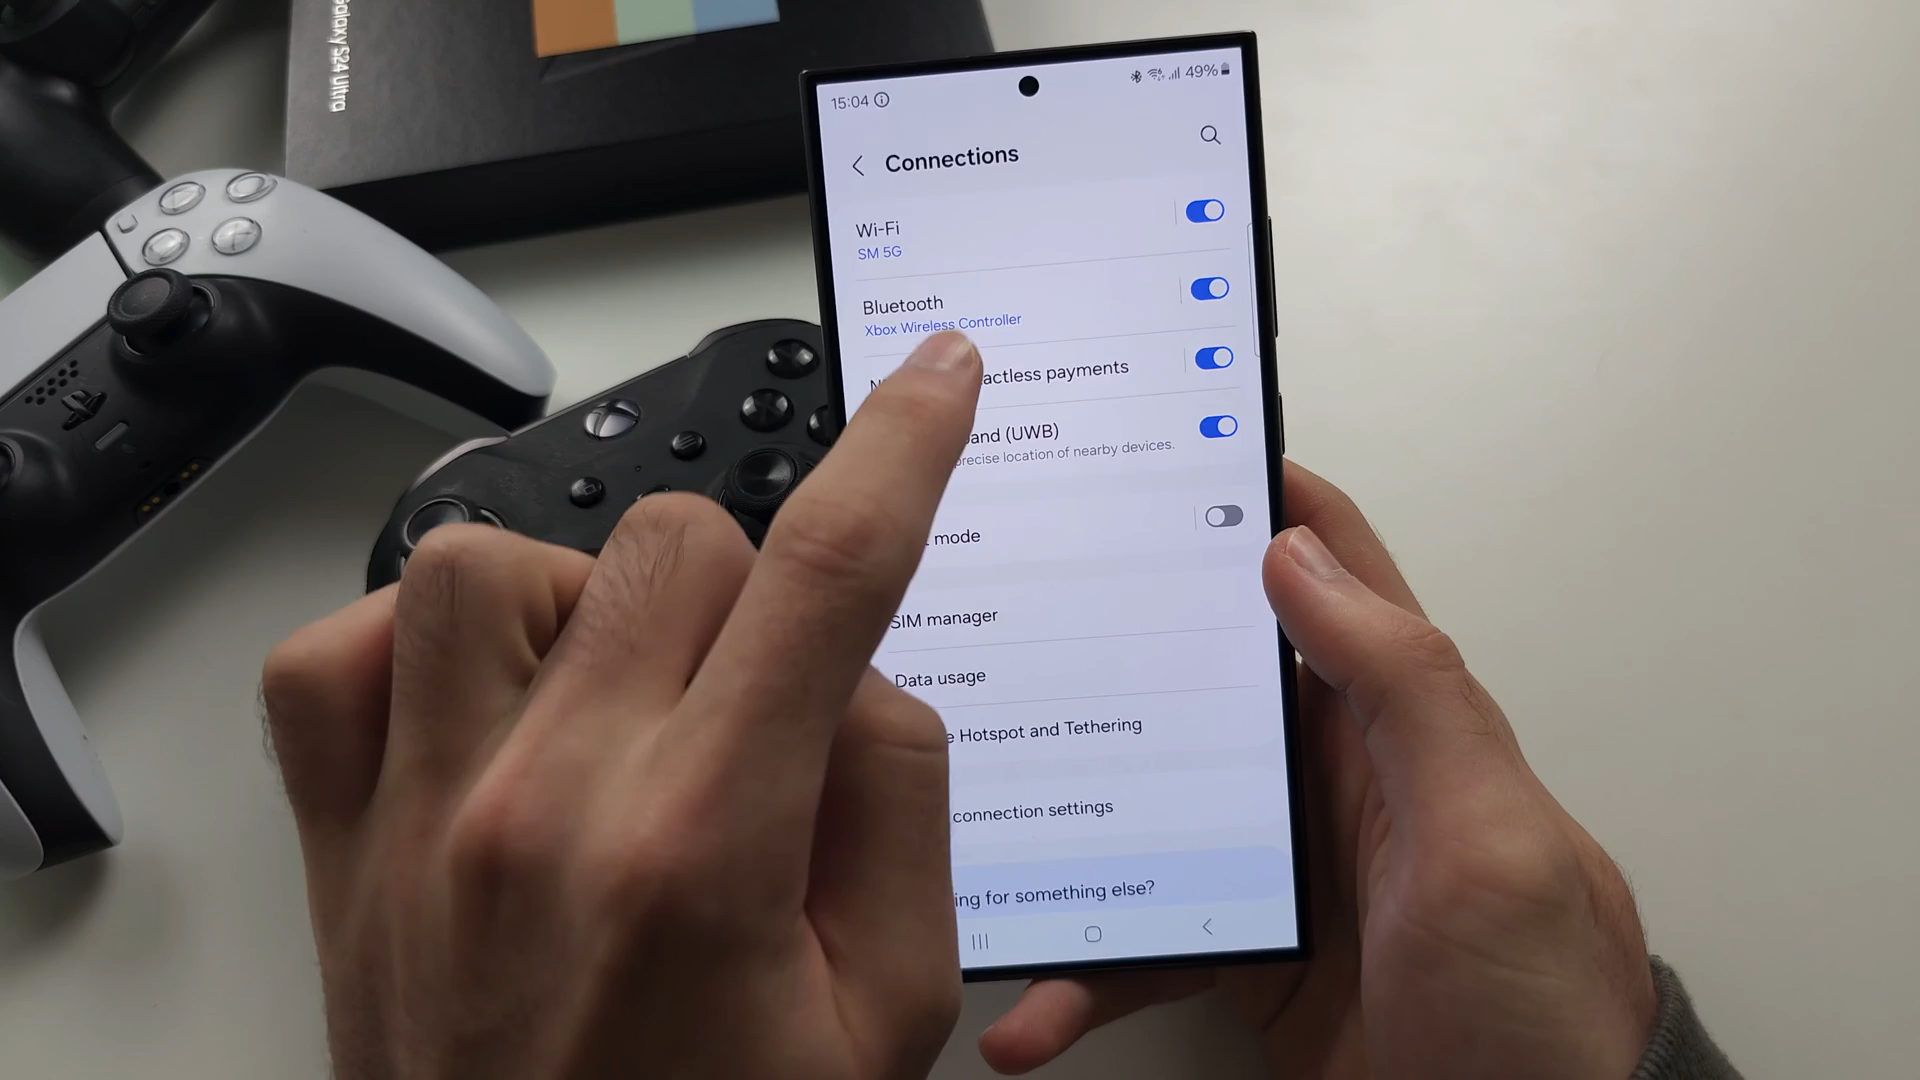 Galaxy S24 Ultra
15:04
49%
Connections
Wi-Fi
SM 5G
Bluetooth
Xbox Wireless Controller
actless payments
and (UWB)
precise location of nearby devices.
mode
SIM manager
Data usage
e Hotspot and Tethering
connection settings
ing for something else?